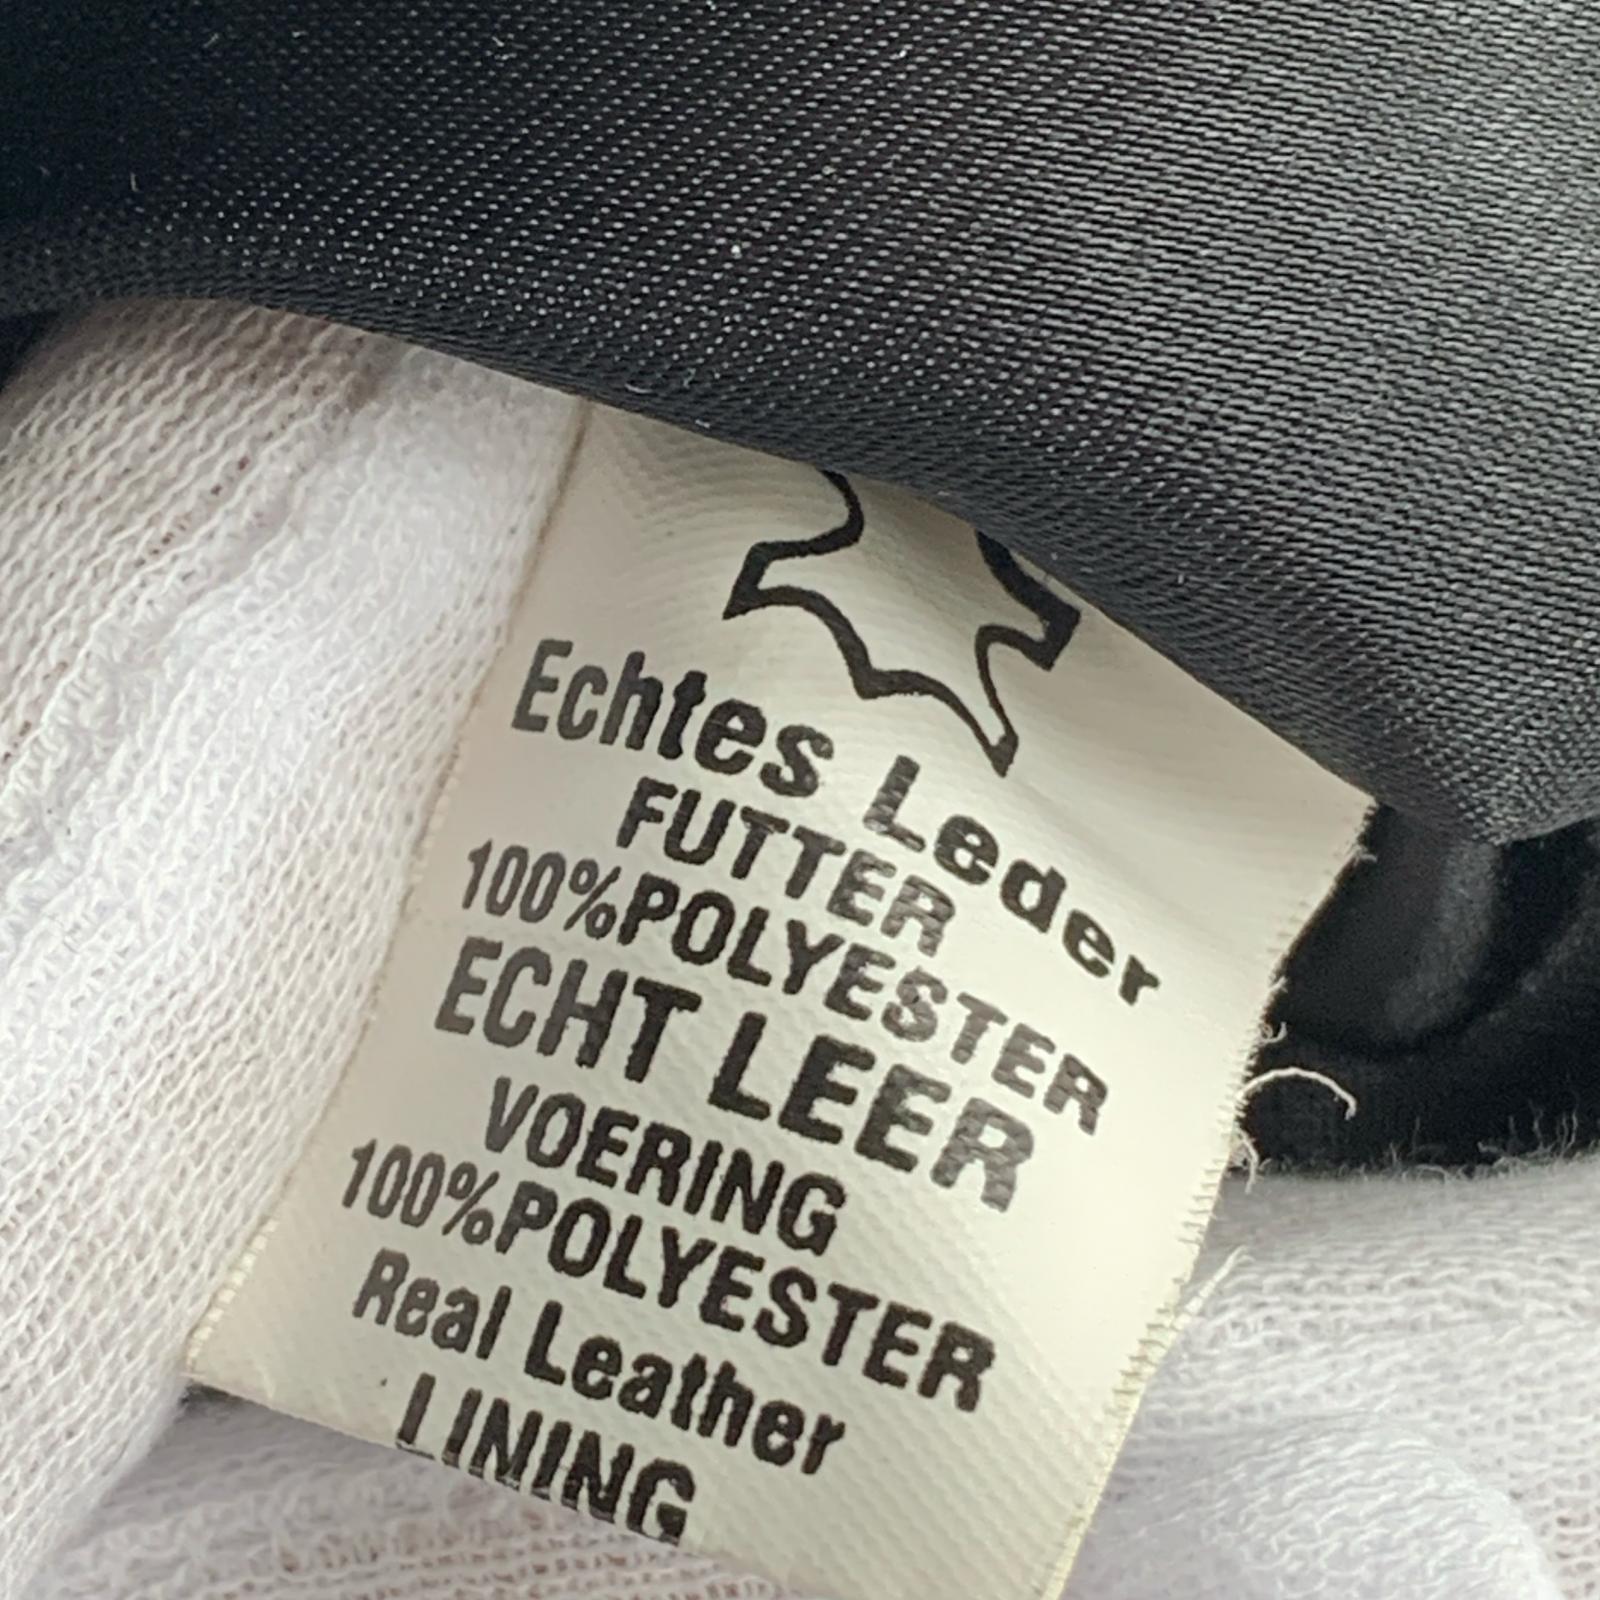 Echtes Leder
FUTTER
100%POLYESTER
ECHT LEER
VOERING
100%POLYESTER
Real Leather
LINING